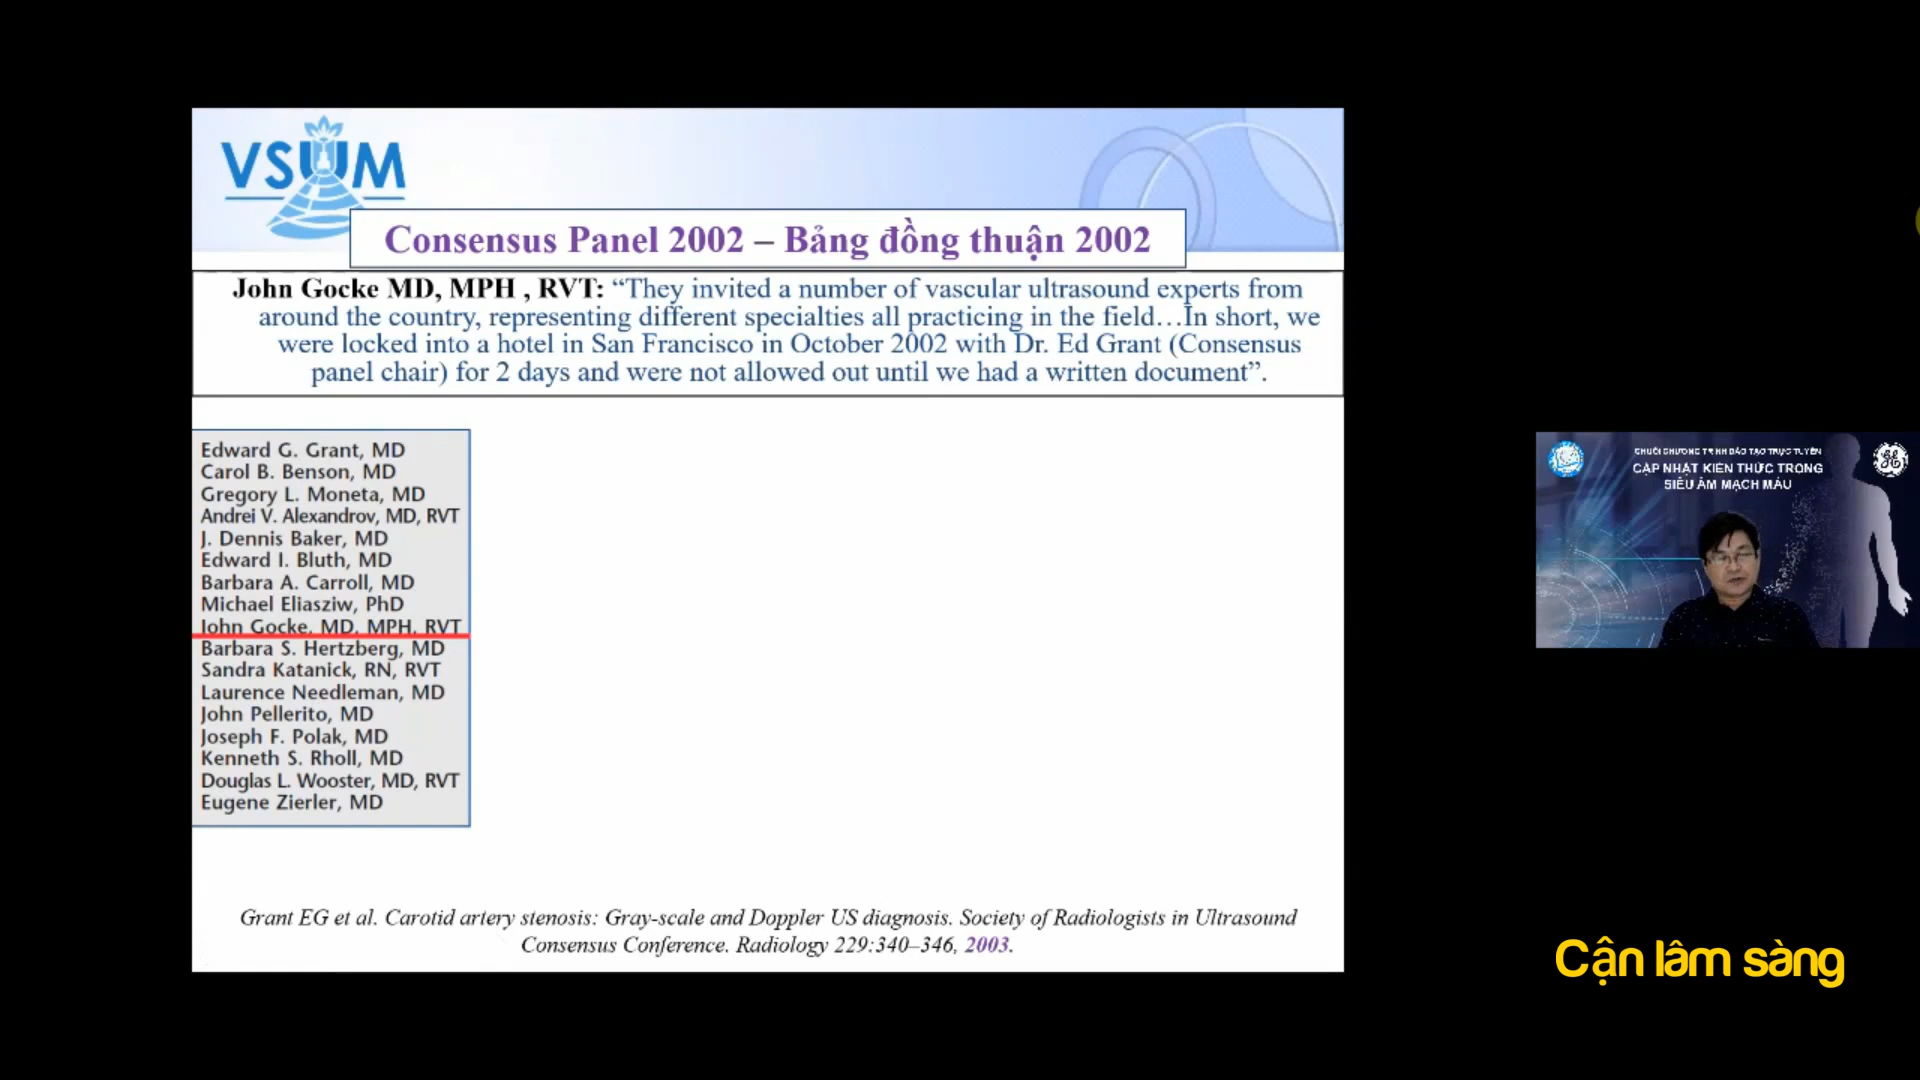 VSUM
Consensus Panel 2002 – Bảng đồng thuận 2002
John Gocke MD, MPH , RVT: “They invited a number of vascular ultrasound experts from
around the country, representing different specialties all practicing in the field…In short, we
were locked into a hotel in San Francisco in October 2002 with Dr. Ed Grant (Consensus
panel chair) for 2 days and were not allowed out until we had a written document”.
Edward G. Grant, MD
Carol B. Benson, MD
Gregory L. Moneta, MD
Andrei V. Alexandrov, MD, RVT
J. Dennis Baker, MD
Edward I. Bluth, MD
Barbara A. Carroll, MD
Michael Eliasziw, PhD
John Gocke, MD, MPH, RVT
Barbara S. Hertzberg, MD
Sandra Katanick, RN, RVT
Laurence Needleman, MD
John Pellerito, MD
Joseph F. Polak, MD
Kenneth S. Rholl, MD
Douglas L. Wooster, MD, RVT
Eugene Zierler, MD
Grant EG et al. Carotid artery stenosis: Gray-scale and Doppler US diagnosis. Society of Radiologists in Ultrasound
Consensus Conference. Radiology 229:340–346, 2003.
CHUỖI CHƯƠNG TRÌNH ĐÀO TẠO TRỰC TUYẾN
CẬP NHẬT KIẾN THỨC TRONG
SIÊU ÂM MẠCH MÁU
Cận lâm sàng